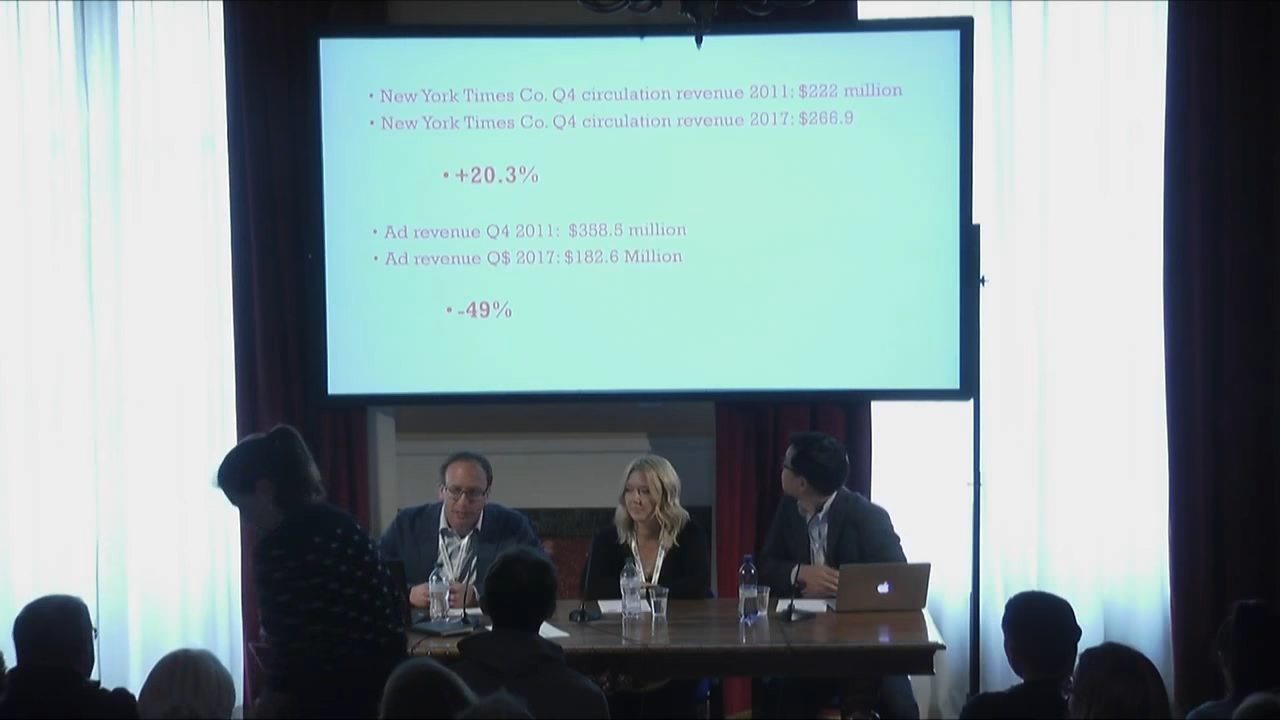 • New York Times Co. Q4 circulation revenue 2011: $222 million
• New York Times Co. Q4 circulation revenue 2017: $266.9
• +20.3%
• Ad revenue Q4 2011: $358.5 million
• Ad revenue Q$ 2017: $182.6 Million
• -49%